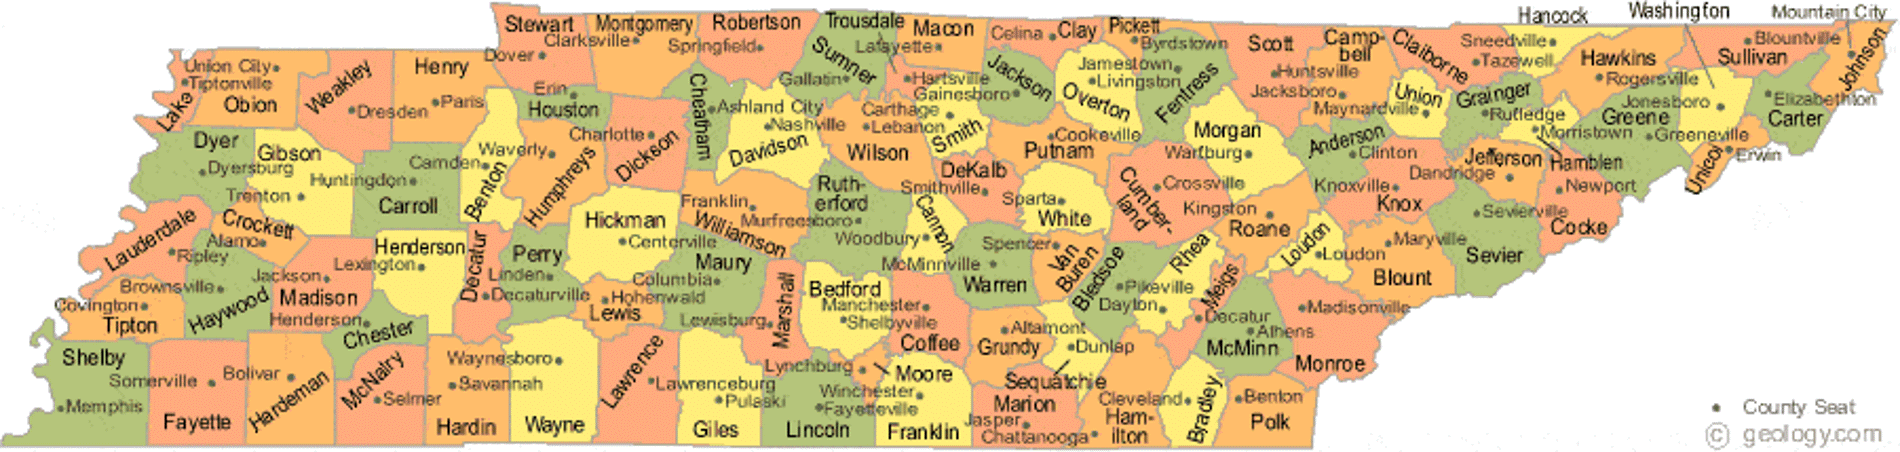 Hancock Washington Mountain City
Stewart Montgomery Robertson Trousdale Macon Celina Clay Pickett
Clarksville Springfield Lafayette Byrdstown Scott Camp- Claiborne Sneedville Blountville
bell Hawkins Sullivan Johnson
Dover Sumner Tazewell
Union City Henry Jackson Jamestown Huntsville Rogersville
Tiptonville Weakley Erin Cheatham Gallatin Hartsville Livingston Fentress Jacksboro Union Grainger
Lake Obion Dresden Paris Houston Ashland City Carthage Gainesboro Overton Maynardville Rutledge Jonesboro Elizabethton
Dyer Charlotte Dickson Nashville Lebanon Smith Cookeville Morgan Anderson Morristown Greene Greeneville Carter
Gibson Camden Waverly Humphreys Davidson Wilson Putnam Wartburg Clinton Jefferson Hamblen Unicoi Erwin
Dyersburg Huntingdon Benton DeKalb Cumber-
land Crossville Knoxville Dandridge Newport
Trenton Carroll Hickman Franklin Ruth-
erford Smithville Sparta White Kingston Knox Sevierville Cocke
Lauderdale Crockett Williamson Murfreesboro Cannon Roane
Alamo Henderson Decatur Perry Centerville Woodbury Spencer Van
Buren Rhea Loudon Maryville Sevier
Ripley Jackson Lexington Linden Columbia Maury McMinnville Bledsoe Loudon Blount
Brownsville Haywood Madison Decaturville Hohenwald Marshall Bedford Warren Pikeville Meigs
Covington Tipton Henderson Chester Lewis Lewisburg Manchester Dayton Decatur Madisonville
Shelby Waynesboro Lawrence Shelbyville Coffee Altamont Athens
Grundy Dunlap McMinn Monroe
Somerville Bolivar McNairy Savannah Lawrenceburg Lynchburg Moore Sequatchie
Memphis Hardeman Selmer Pulaski Winchester Marion Cleveland Bradley Benton
Fayette Hardin Wayne Giles Fayetteville Lincoln Franklin Jasper Ham-
ilton Polk
Chattanooga
County Seat
© geology.com